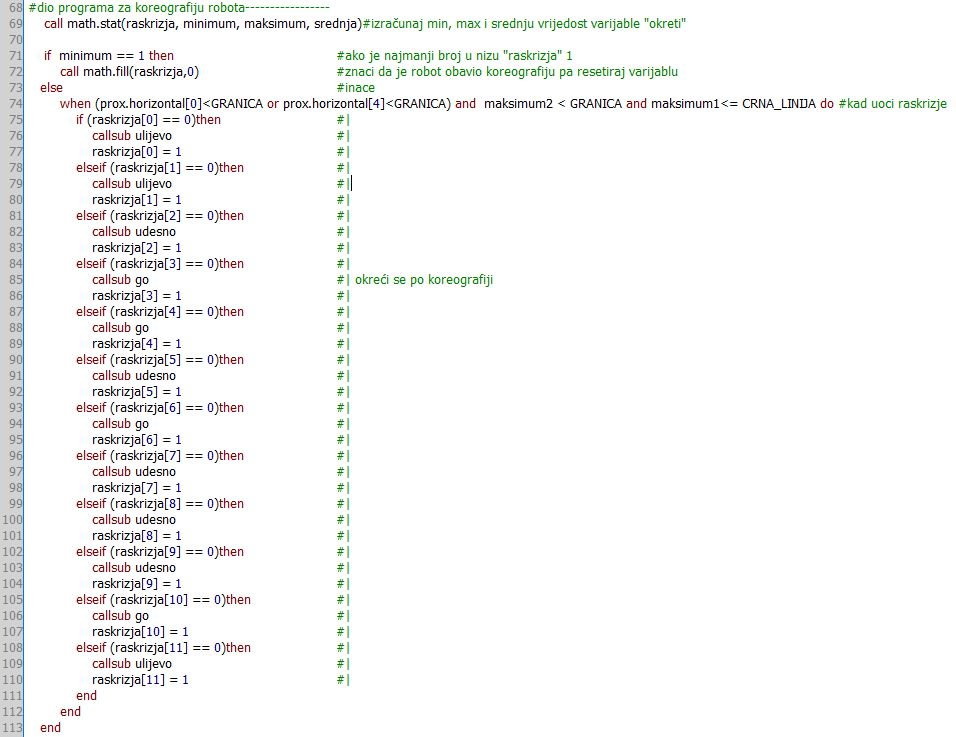 68 #dio programa za koreografiju robota-----------------
69 call math.stat(raskrizja, minimum, maksimum, srednja)#izračunaj min, max i srednju vrijedost varijable "okreti"
70
71 if minimum == 1 then #ako je najmanji broj u nizu "raskrizja" 1
72 call math.fill(raskrizja,0) #znaci da je robot obavio koreografiju pa resetiraj varijablu
73 else #inace
74 when (prox.horizontal[0]<GRANICA or prox.horizontal[4]<GRANICA) and maksimum2 < GRANICA and maksimum1<= CRNA_LINIJA do #kad uoci raskrizje
75 if (raskrizja[0] == 0)then #|
76 callsub ulijevo #|
77 raskrizja[0] = 1 #|
78 elseif (raskrizja[1] == 0)then #|
79 callsub ulijevo #|
80 raskrizja[1] = 1 #|
81 elseif (raskrizja[2] == 0)then #|
82 callsub udesno #|
83 raskrizja[2] = 1 #|
84 elseif (raskrizja[3] == 0)then #|
85 callsub go #| okreći se po koreografiji
86 raskrizja[3] = 1 #|
87 elseif (raskrizja[4] == 0)then #|
88 callsub go #|
89 raskrizja[4] = 1 #|
90 elseif (raskrizja[5] == 0)then #|
91 callsub udesno #|
92 raskrizja[5] = 1 #|
93 elseif (raskrizja[6] == 0)then #|
94 callsub go #|
95 raskrizja[6] = 1 #|
96 elseif (raskrizja[7] == 0)then #|
97 callsub udesno #|
98 raskrizja[7] = 1 #|
99 elseif (raskrizja[8] == 0)then #|
100 callsub udesno #|
101 raskrizja[8] = 1 #|
102 elseif (raskrizja[9] == 0)then #|
103 callsub udesno #|
104 raskrizja[9] = 1 #|
105 elseif (raskrizja[10] == 0)then #|
106 callsub go #|
107 raskrizja[10] = 1 #|
108 elseif (raskrizja[11] == 0)then #|
109 callsub ulijevo #|
110 raskrizja[11] = 1 #|
111 end
112 end
113 end